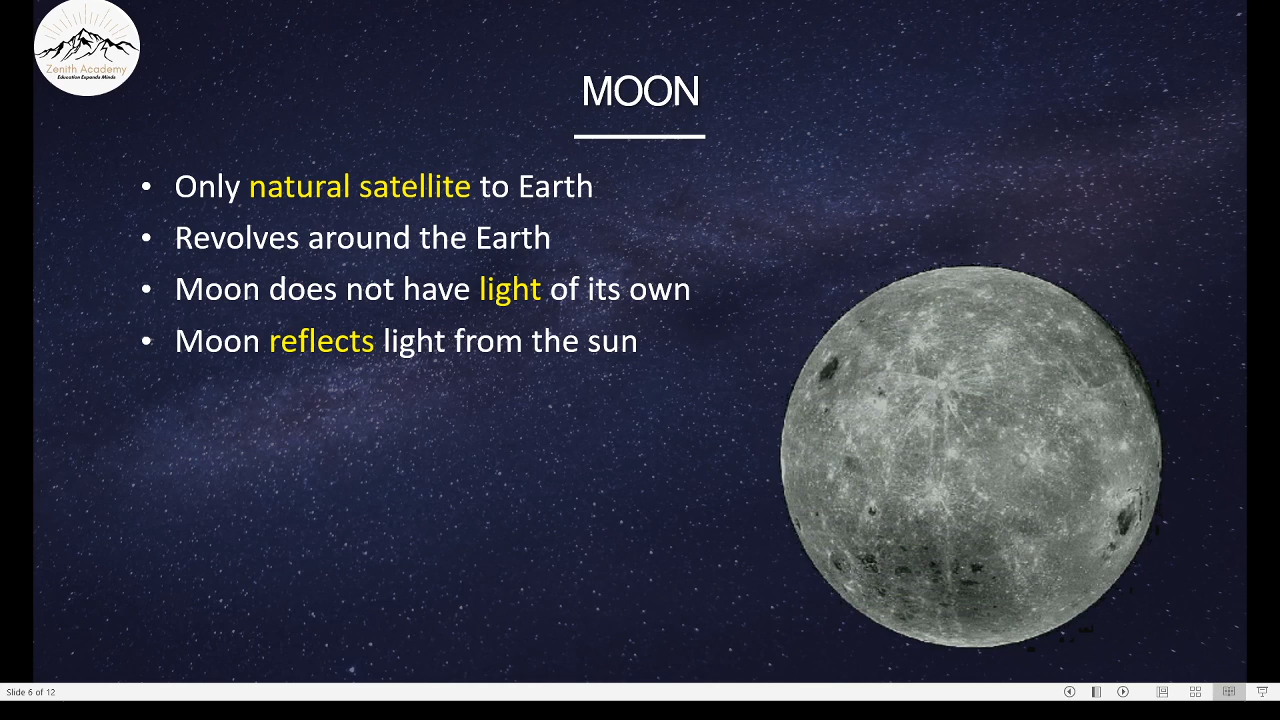 Zenith Academy
Education Expands Minds
MOON
• Only natural satellite to Earth
• Revolves around the Earth
• Moon does not have light of its own
• Moon reflects light from the sun
Slide 6 of 12